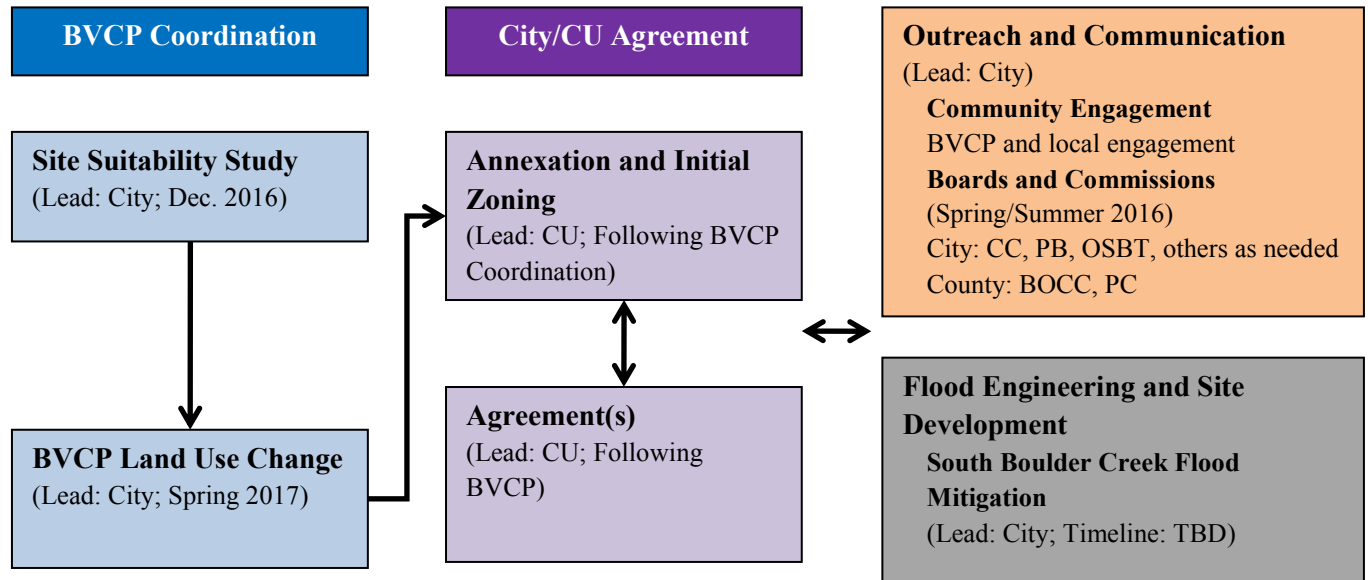 BVCP Coordination
Site Suitability Study
(Lead: City; Dec. 2016)
BVCP Land Use Change
(Lead: City; Spring 2017)
City/CU Agreement
Annexation and Initial
Zoning
(Lead: CU; Following BVCP
Coordination)
Agreement(s)
(Lead: CU; Following
BVCP)
Outreach and Communication
(Lead: City)
Community Engagement
BVCP and local engagement
Boards and Commissions
(Spring/Summer 2016)
City: CC, PB, OSBT, others as needed
County: BOCC, PC
Flood Engineering and Site
Development
South Boulder Creek Flood
Mitigation
(Lead: City; Timeline: TBD)